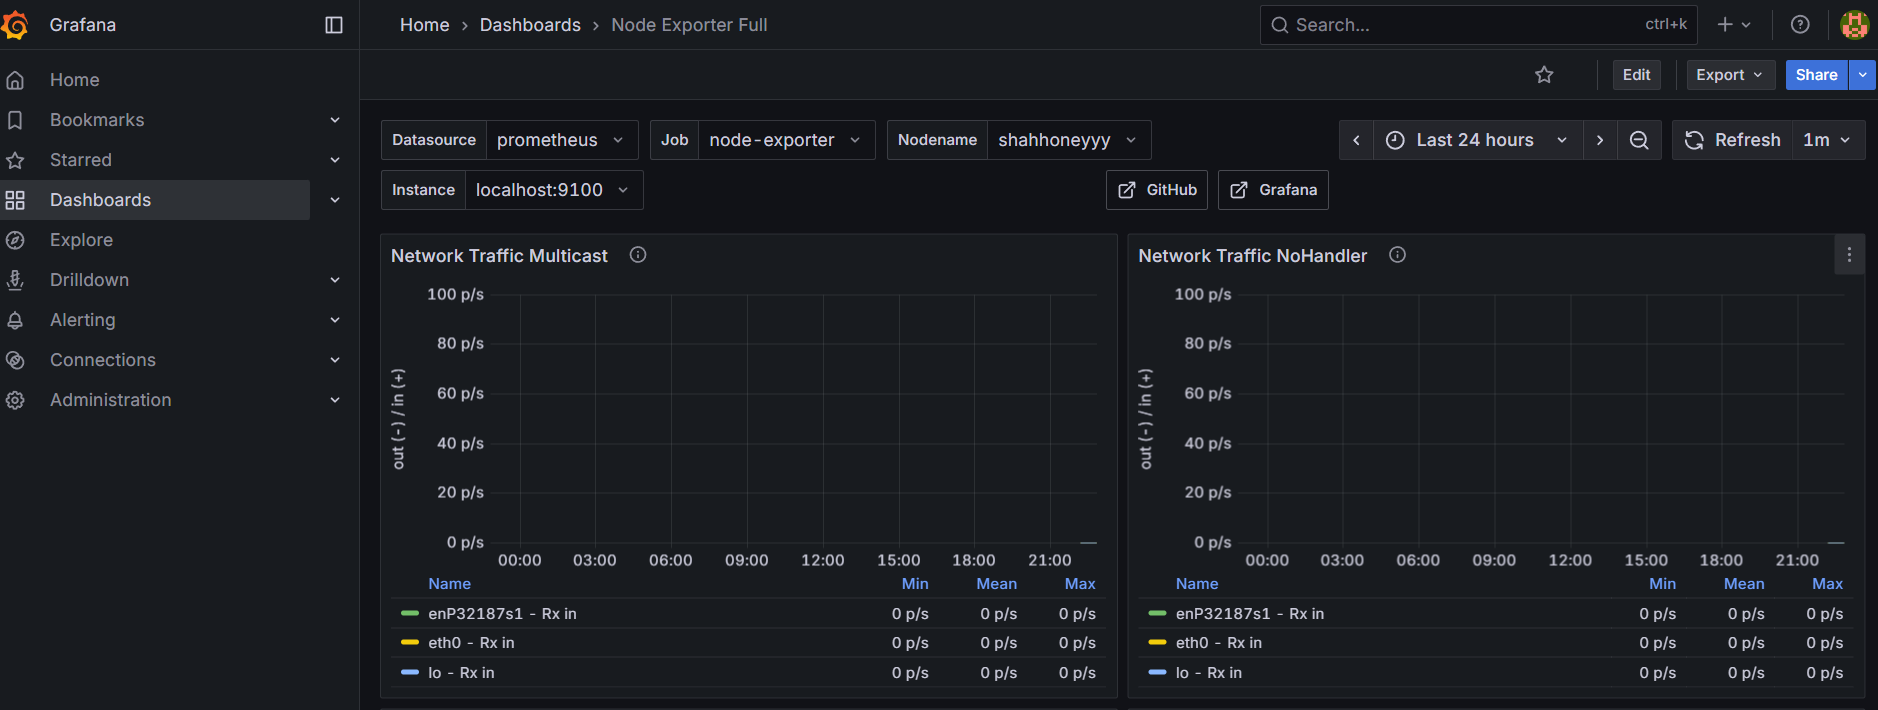 Grafana
Home › Dashboards › Node Exporter Full
Search...
ctrl+k
Home
Bookmarks
Starred
Dashboards
Explore
Drilldown
Alerting
Connections
Administration
Edit
Export
Share
Datasource prometheus
Job node-exporter
Nodename shahhoneyyy
Last 24 hours
Refresh 1m
Instance localhost:9100
GitHub
Grafana
Network Traffic Multicast
out (-) / in (+)
100 p/s
80 p/s
60 p/s
40 p/s
20 p/s
0 p/s
00:00 03:00 06:00 09:00 12:00 15:00 18:00 21:00
Name Min Mean Max
enP32187s1 - Rx in 0 p/s 0 p/s 0 p/s
eth0 - Rx in 0 p/s 0 p/s 0 p/s
lo - Rx in 0 p/s 0 p/s 0 p/s
Network Traffic NoHandler
out (-) / in (+)
100 p/s
80 p/s
60 p/s
40 p/s
20 p/s
0 p/s
00:00 03:00 06:00 09:00 12:00 15:00 18:00 21:00
Name Min Mean Max
enP32187s1 - Rx in 0 p/s 0 p/s 0 p/s
eth0 - Rx in 0 p/s 0 p/s 0 p/s
lo - Rx in 0 p/s 0 p/s 0 p/s